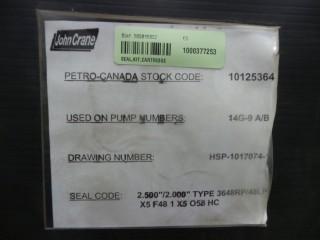 John Crane
1000377253
SEAL,KIT,CARTRIDGE
PETRO-CANADA STOCK CODE: 10125364
USED ON PUMP NUMBERS: 14G-9 A/B
DRAWING NUMBER: HSP-1017074-
SEAL CODE: 2.500"/2.000" TYPE
X5 F48 1 X5 O58 HC